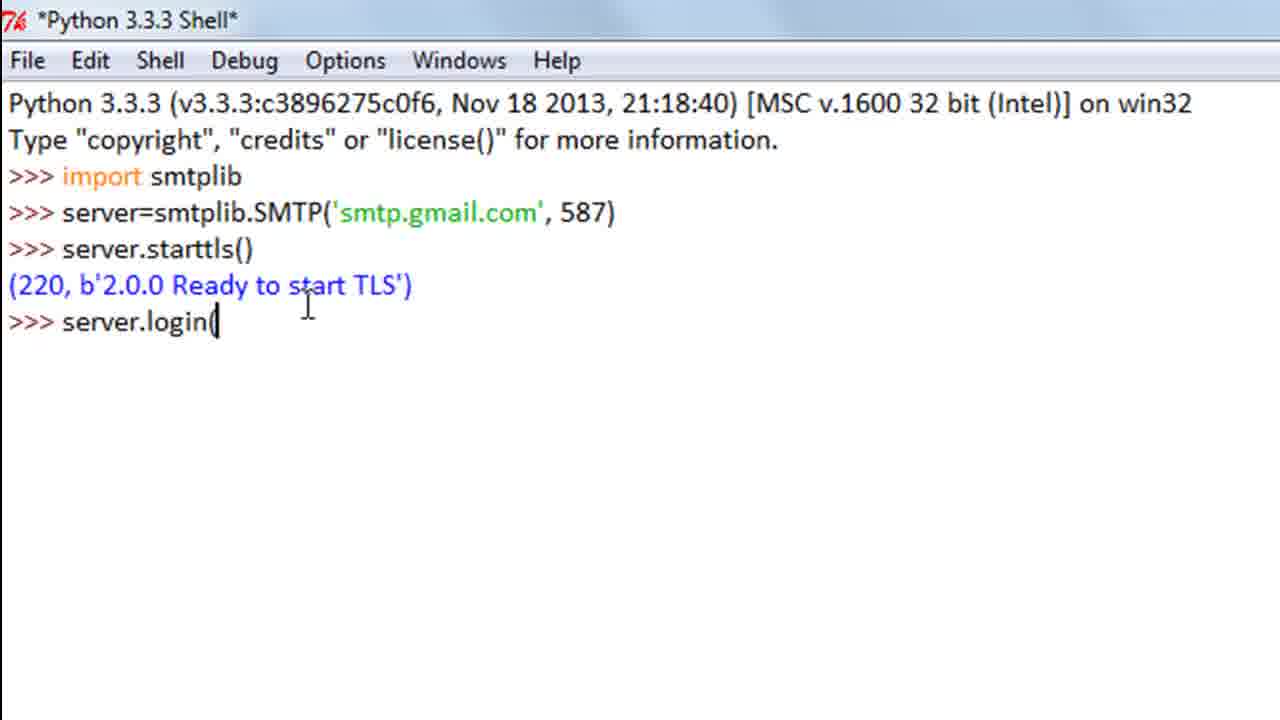 *Python 3.3.3 Shell*
File Edit Shell Debug Options Windows Help
Python 3.3.3 (v3.3.3:c3896275c0f6, Nov 18 2013, 21:18:40) [MSC v.1600 32 bit (Intel)] on win32
Type "copyright", "credits" or "license()" for more information.
>>> import smtplib
>>> server=smtplib.SMTP('smtp.gmail.com', 587)
>>> server.starttls()
(220, b'2.0.0 Ready to start TLS')
>>> server.login(